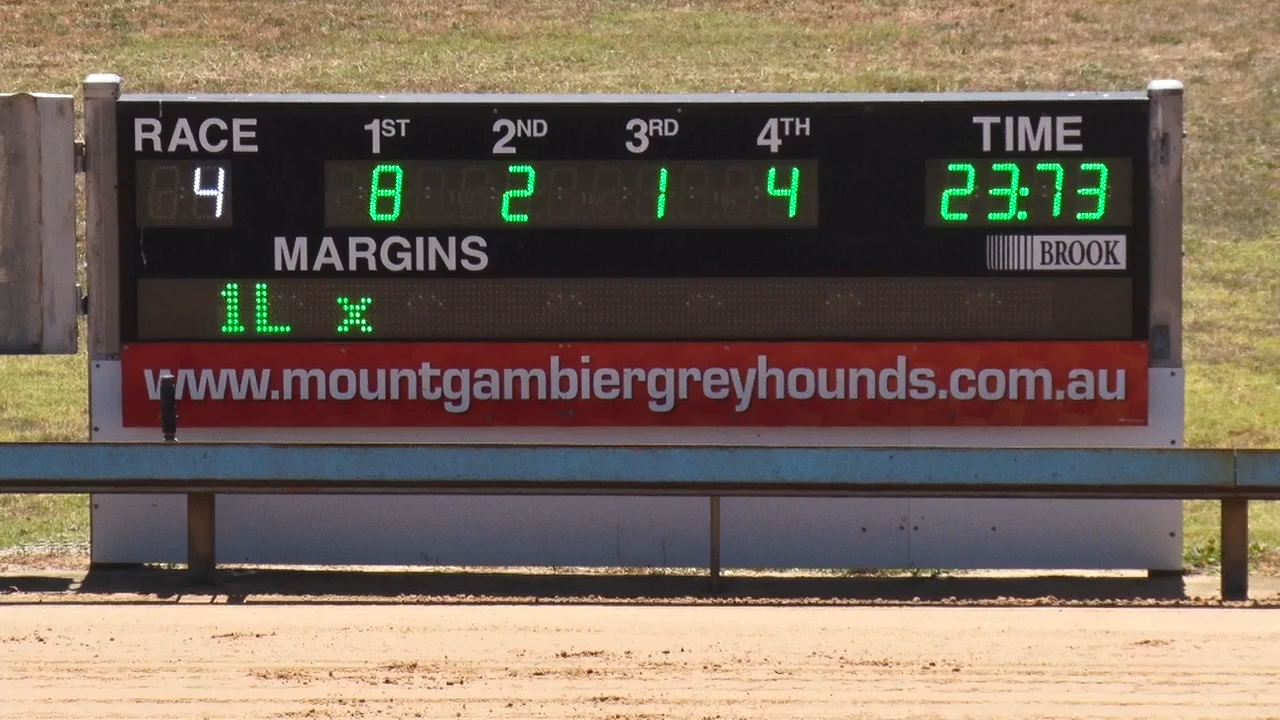 RACE 1ST 2ND 3RD 4TH TIME
4 8 2 1 4 23:73
MARGINS BROOK
1L x
www.mountgambiergreyhounds.com.au